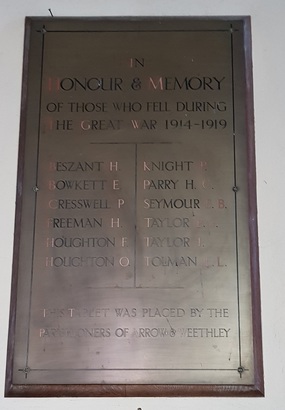 IN
HONOUR & MEMORY
OF THOSE WHO FELL DURING
THE GREAT WAR 1914-1919
BESZANT H.
BOWKETT E.
CRESSWELL P.
FREEMAN H.
HOUGHTON F.
HOUGHTON O.
KNIGHT
PARRY H.
SEYMOUR B.
TAYLOR
TAYLOR
TOLMAN L.
THIS TABLET WAS PLACED BY THE
PARISHIONERS OF ARROW & WEETHLEY